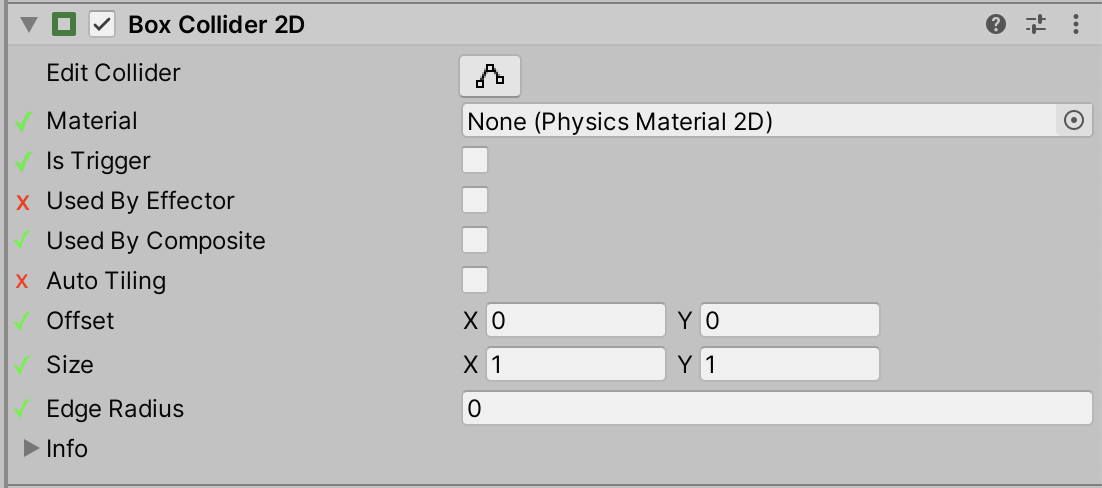 Box Collider 2D
Edit Collider
Material None (Physics Material 2D)
Is Trigger
Used By Effector
Used By Composite
Auto Tiling
Offset X 0 Y 0
Size X 1 Y 1
Edge Radius 0
Info